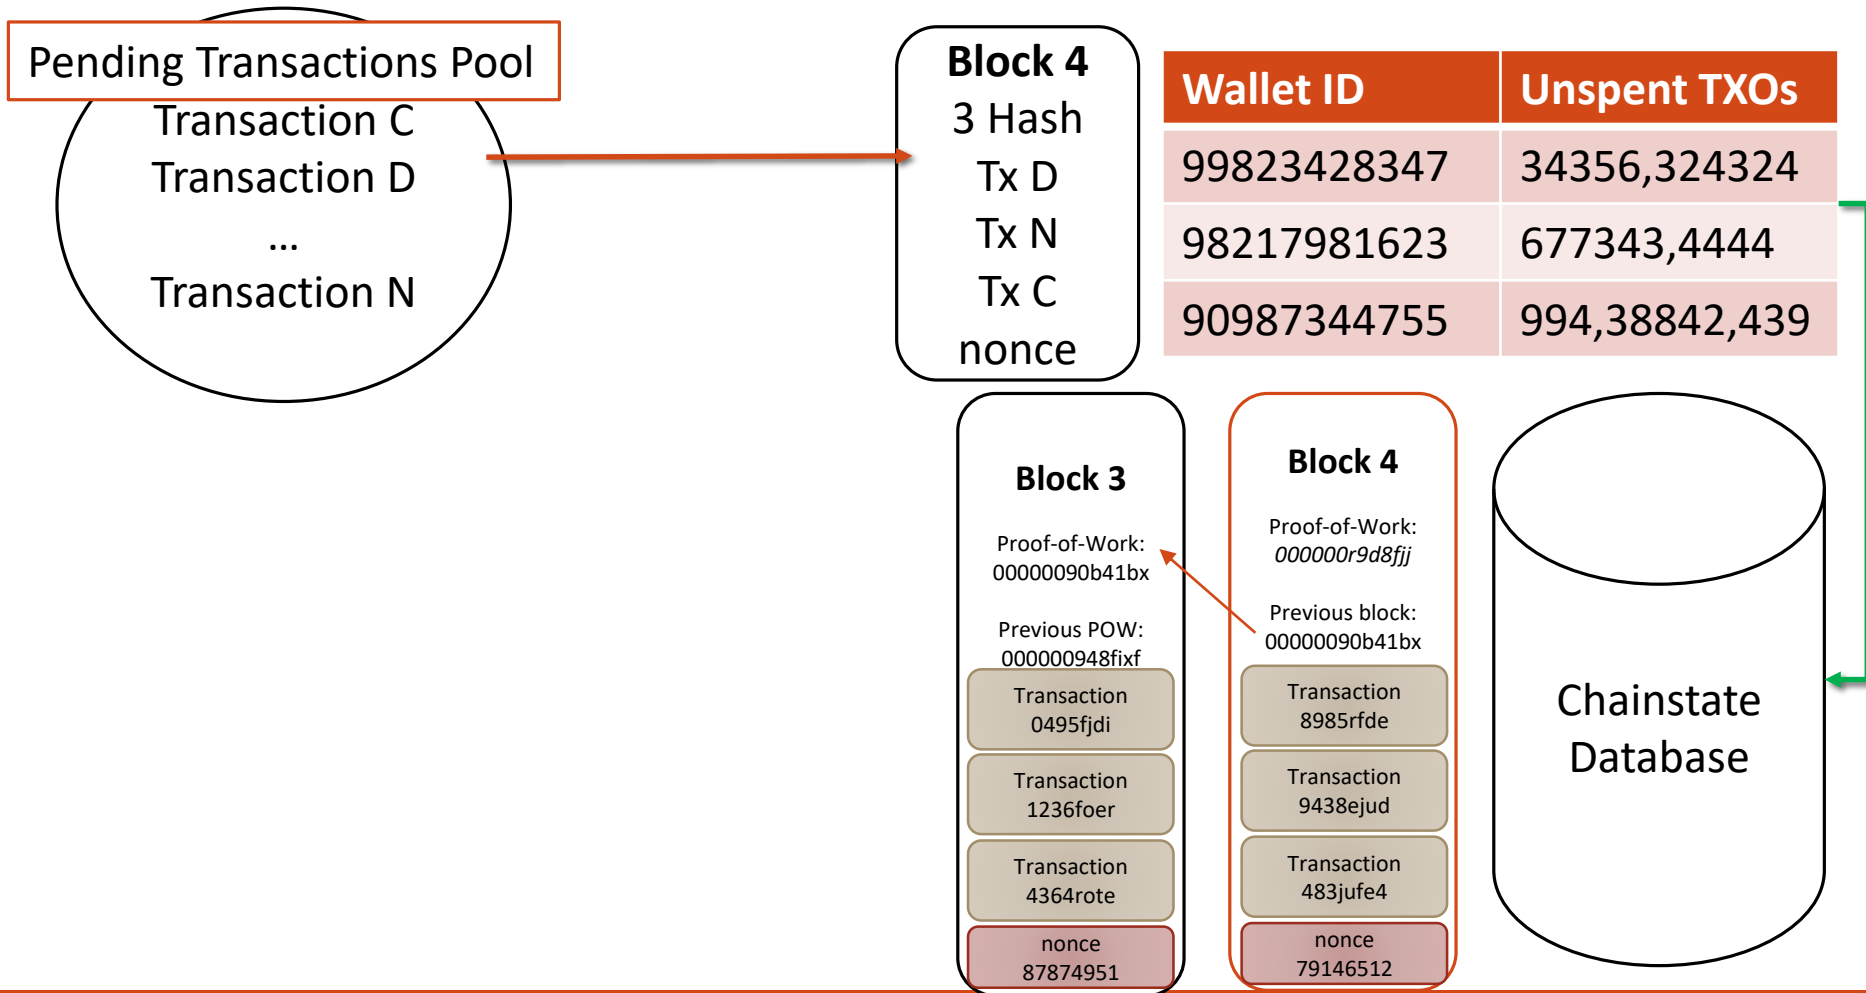 Pending Transactions Pool
Transaction C
Transaction D
...
Transaction N
Block 4
3 Hash
Tx D
Tx N
Tx C
nonce
Wallet ID Unspent TXOs
99823428347 34356,324324
98217981623 677343,4444
90987344755 994,38842,439
Block 3
Proof-of-Work:
00000090b41bx
Previous POW:
000000948fixf
Transaction
0495fjdi
Transaction
1236foer
Transaction
4364rote
nonce
87874951
Block 4
Proof-of-Work:
000000r9d8fjj
Previous block:
00000090b41bx
Transaction
8985rfde
Transaction
9438ejud
Transaction
483jufe4
nonce
79146512
Chainstate
Database